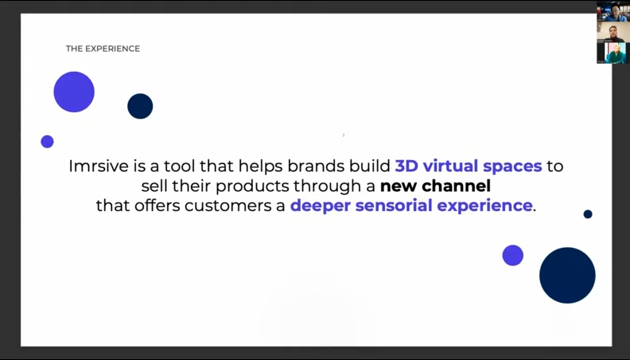 THE EXPERIENCE
Imrsive is a tool that helps brands build 3D virtual spaces to
sell their products through a new channel
that offers customers a deeper sensorial experience.